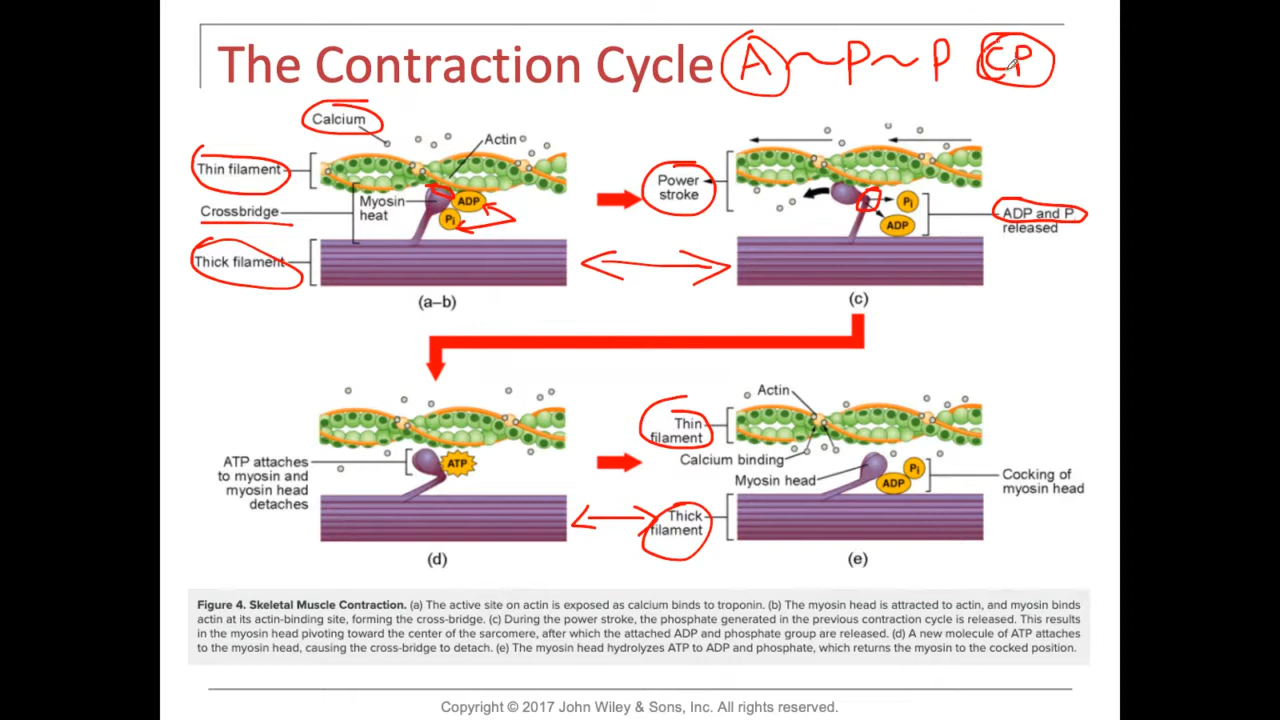 The Contraction Cycle A~P~P CP
Calcium
Actin
Thin filament
Crossbridge
Myosin
heat
ADP
Pi
Thick filament
(a–b)
Power
stroke
Pi
ADP
ADP and P
released
(c)
ATP attaches
to myosin and
myosin head
detaches
ATP
(d)
Actin
Thin
filament
Calcium binding
Myosin head
Pi
ADP
Cocking of
myosin head
Thick
filament
(e)
Figure 4. Skeletal Muscle Contraction. (a) The active site on actin is exposed as calcium binds to troponin. (b) The myosin head is attracted to actin, and myosin binds
actin at its actin-binding site, forming the cross-bridge. (c) During the power stroke, the phosphate generated in the previous contraction cycle is released. This results
in the myosin head pivoting toward the center of the sarcomere, after which the attached ADP and phosphate group are released. (d) A new molecule of ATP attaches
to the myosin head, causing the cross-bridge to detach. (e) The myosin head hydrolyzes ATP to ADP and phosphate, which returns the myosin to the cocked position.
Copyright © 2017 John Wiley & Sons, Inc. All rights reserved.